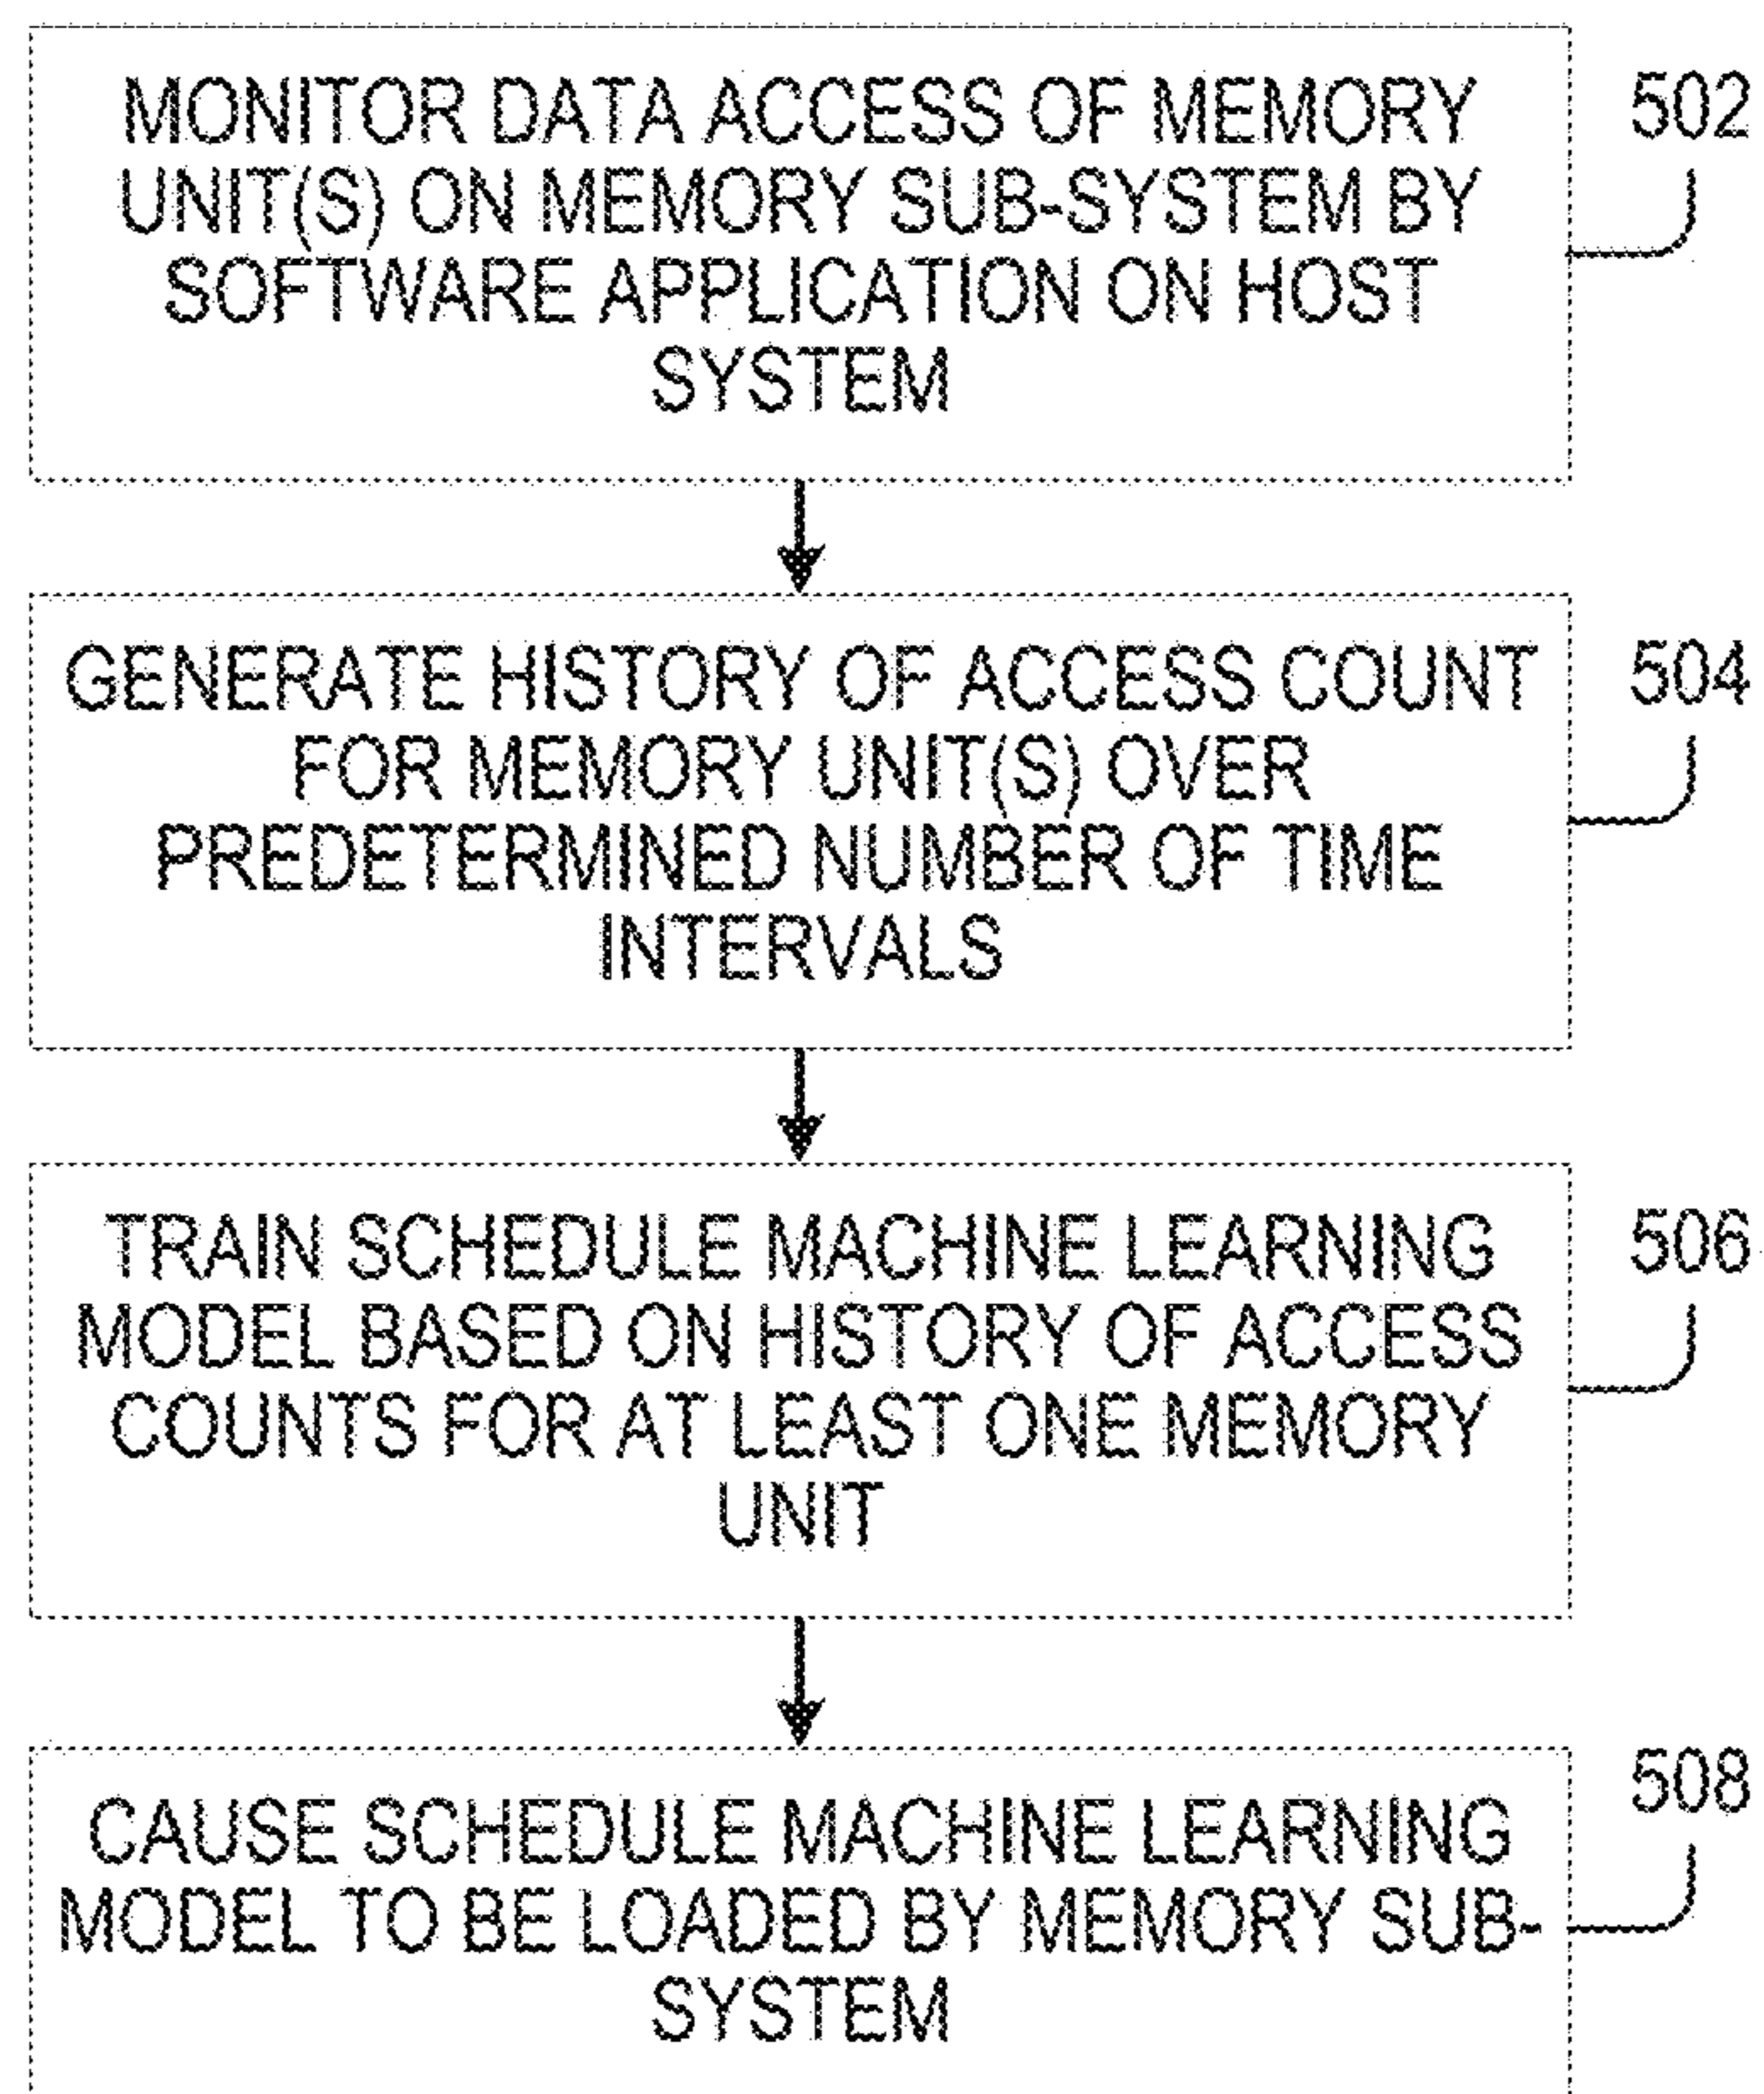 MONITOR DATA ACCESS OF MEMORY
UNIT(S) ON MEMORY SUB-SYSTEM BY
SOFTWARE APPLICATION ON HOST
SYSTEM
502
GENERATE HISTORY OF ACCESS COUNT
FOR MEMORY UNIT(S) OVER
PREDETERMINED NUMBER OF TIME
INTERVALS
504
TRAIN SCHEDULE MACHINE LEARNING
MODEL BASED ON HISTORY OF ACCESS
COUNTS FOR AT LEAST ONE MEMORY
UNIT
506
CAUSE SCHEDULE MACHINE LEARNING
MODEL TO BE LOADED BY MEMORY SUB-
SYSTEM
508